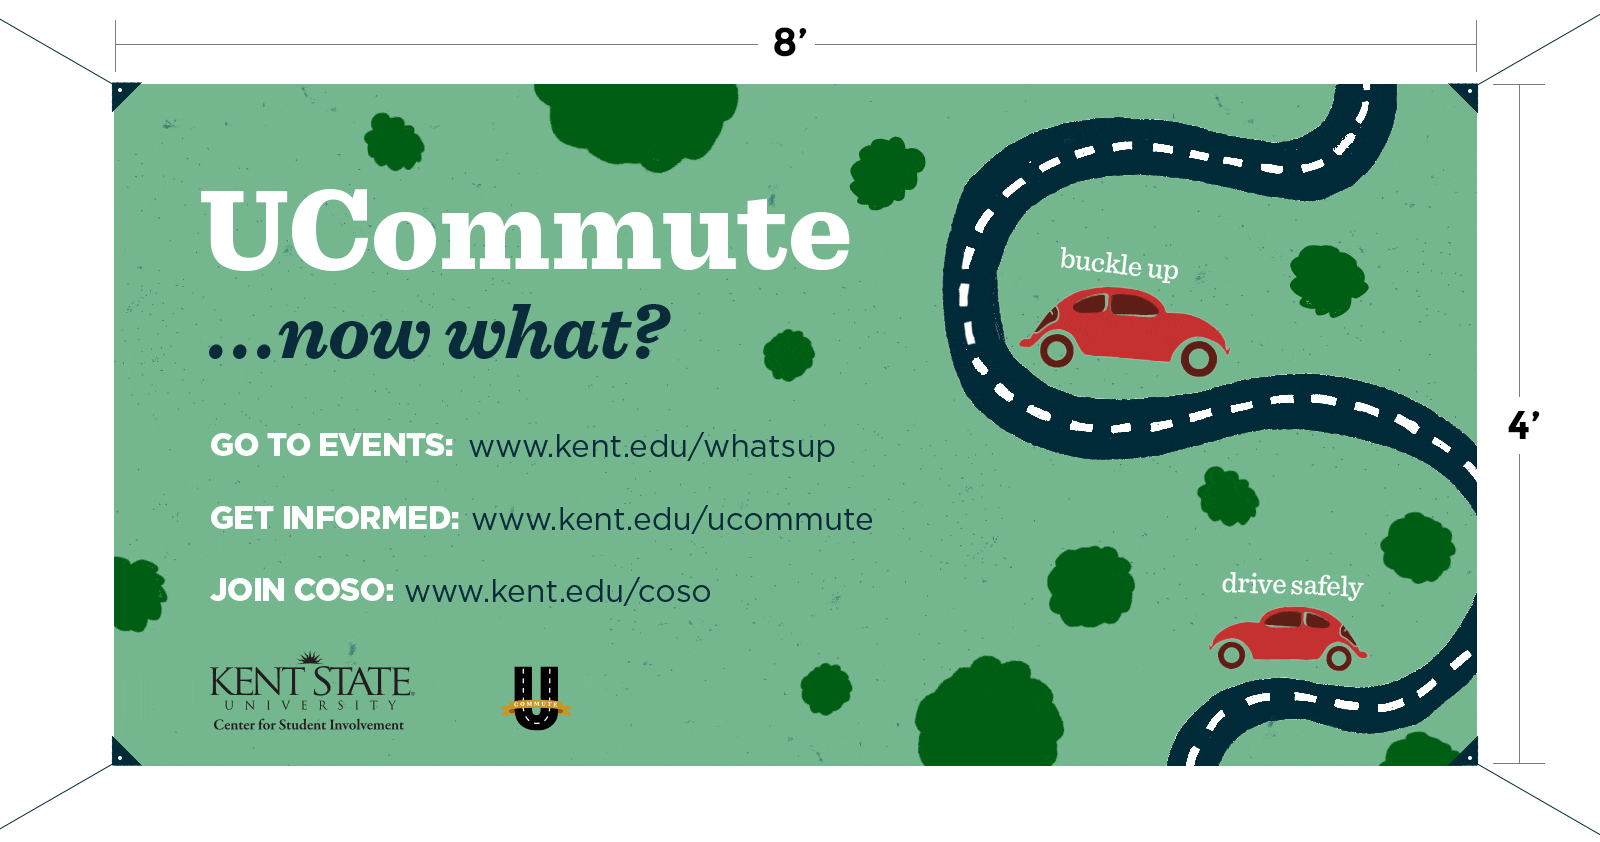 8’
UCommute
...now what?
buckle up
GO TO EVENTS: www.kent.edu/whatsup
4’
GET INFORMED: www.kent.edu/ucommute
JOIN COSO: www.kent.edu/coso
drive safely
KENT STATE®
UNIVERSITY
Center for Student Involvement
COMMUTE
U